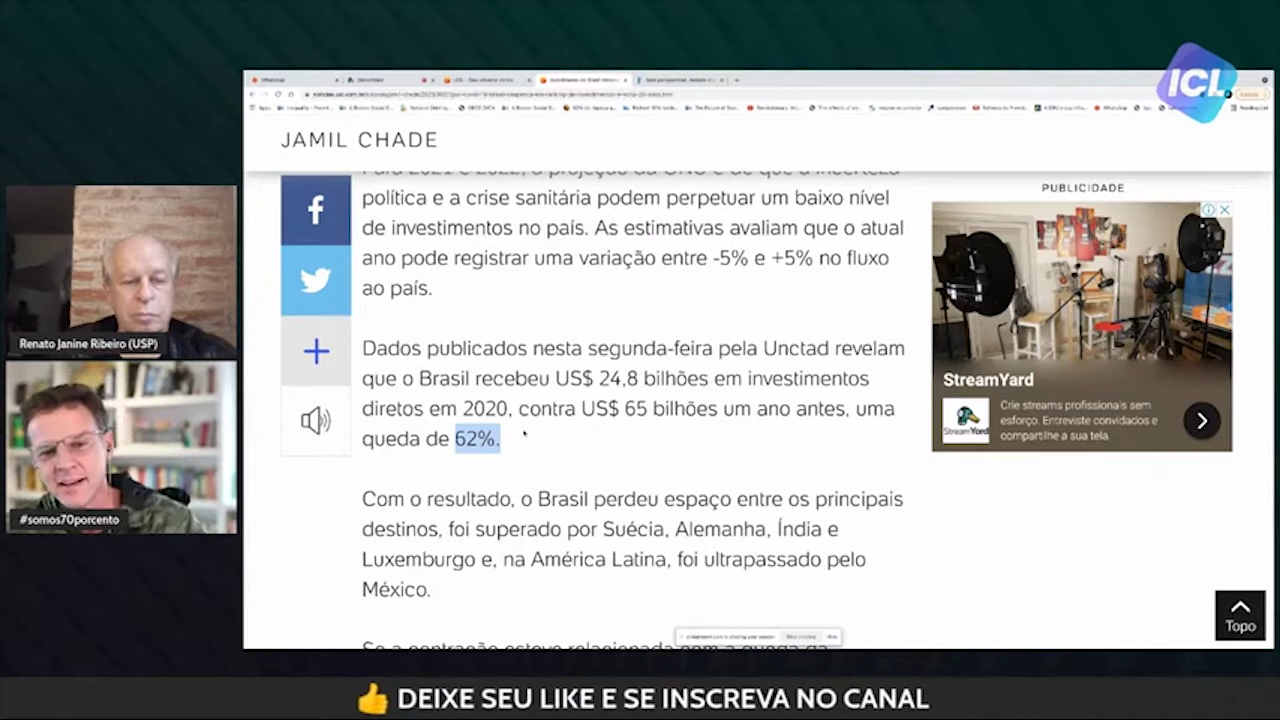 ICL
JAMIL CHADE
política e a crise sanitária podem perpetuar um baixo nível
de investimentos no país. As estimativas avaliam que o atual
ano pode registrar uma variação entre -5% e +5% no fluxo
ao país.
Dados publicados nesta segunda-feira pela Unctad revelam
que o Brasil recebeu US$ 24,8 bilhões em investimentos
diretos em 2020, contra US$ 65 bilhões um ano antes, uma
queda de 62%.
Com o resultado, o Brasil perdeu espaço entre os principais
destinos, foi superado por Suécia, Alemanha, Índia e
Luxemburgo e, na América Latina, foi ultrapassado pelo
México.
PUBLICIDADE
StreamYard
StreamYard
Crie streams profissionais sem
esforço. Entreviste convidados e
compartilhe a sua tela.
Topo
Renato Janine Ribeiro (USP)
#somos70porcento
DEIXE SEU LIKE E SE INSCREVA NO CANAL